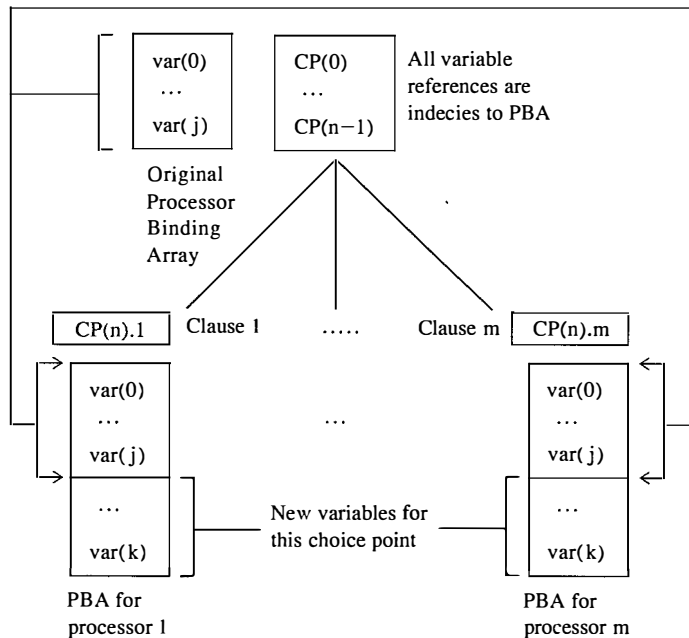 var(0)
...
var(j)
CP(0)
...
CP(n-1)
All variable
references are
indecies to PBA
Original
Processor
Binding
Array
CP(n).1
Clause 1
.....
Clause m
CP(n).m
var(0)
...
var(j)
...
var(k)
...
var(0)
...
var(j)
...
var(k)
New variables for
this choice point
PBA for
processor 1
PBA for
processor m